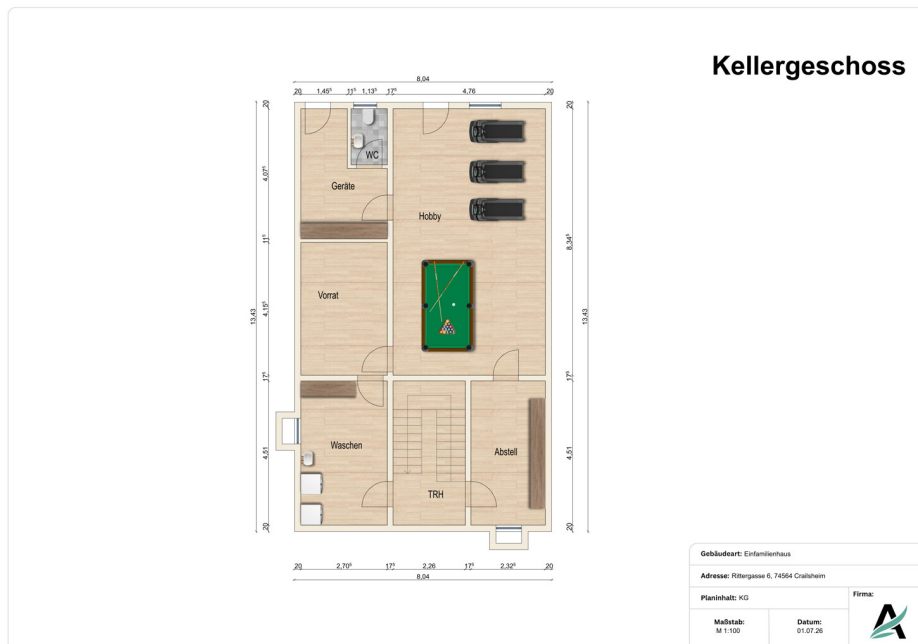 Kellergeschoss
8,04
20 1,45⁵ 11⁵ 1,13⁵ 17⁵ 4,76 20
20
4,07⁵
11⁵
4,15⁵
17⁵
4,51
20
13,43
WC
Geräte
Hobby
Vorrat
Waschen
TRH
Abstell
20
8,34⁵
17⁵
4,51
20
13,43
20 2,70⁵ 17⁵ 2,26 17⁵ 2,32⁵ 20
8,04
Gebäudeart: Einfamilienhaus
Adresse: Rittergasse 6, 74564 Crailsheim
Planinhalt: KG
Firma:
Maßstab:
M 1:100
Datum:
01.07.26